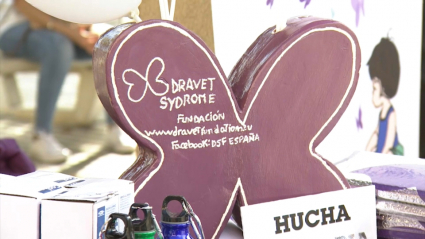 DRAVET
SYDROME
FUNDACIÓN
www.dravetfundation.eu
Facebook: DSF ESPAÑA
HUCHA